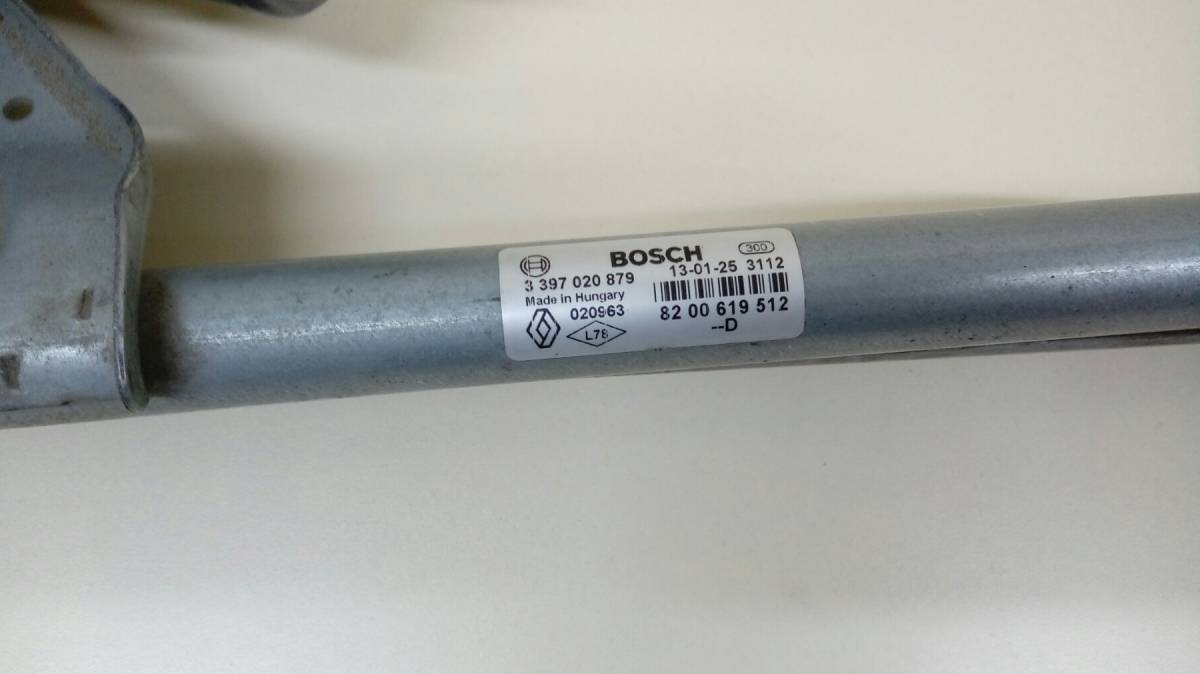 BOSCH 300
3 397 020 879 13-01-25 3112
Made in Hungary
020963 82 00 619 512
L78 --D